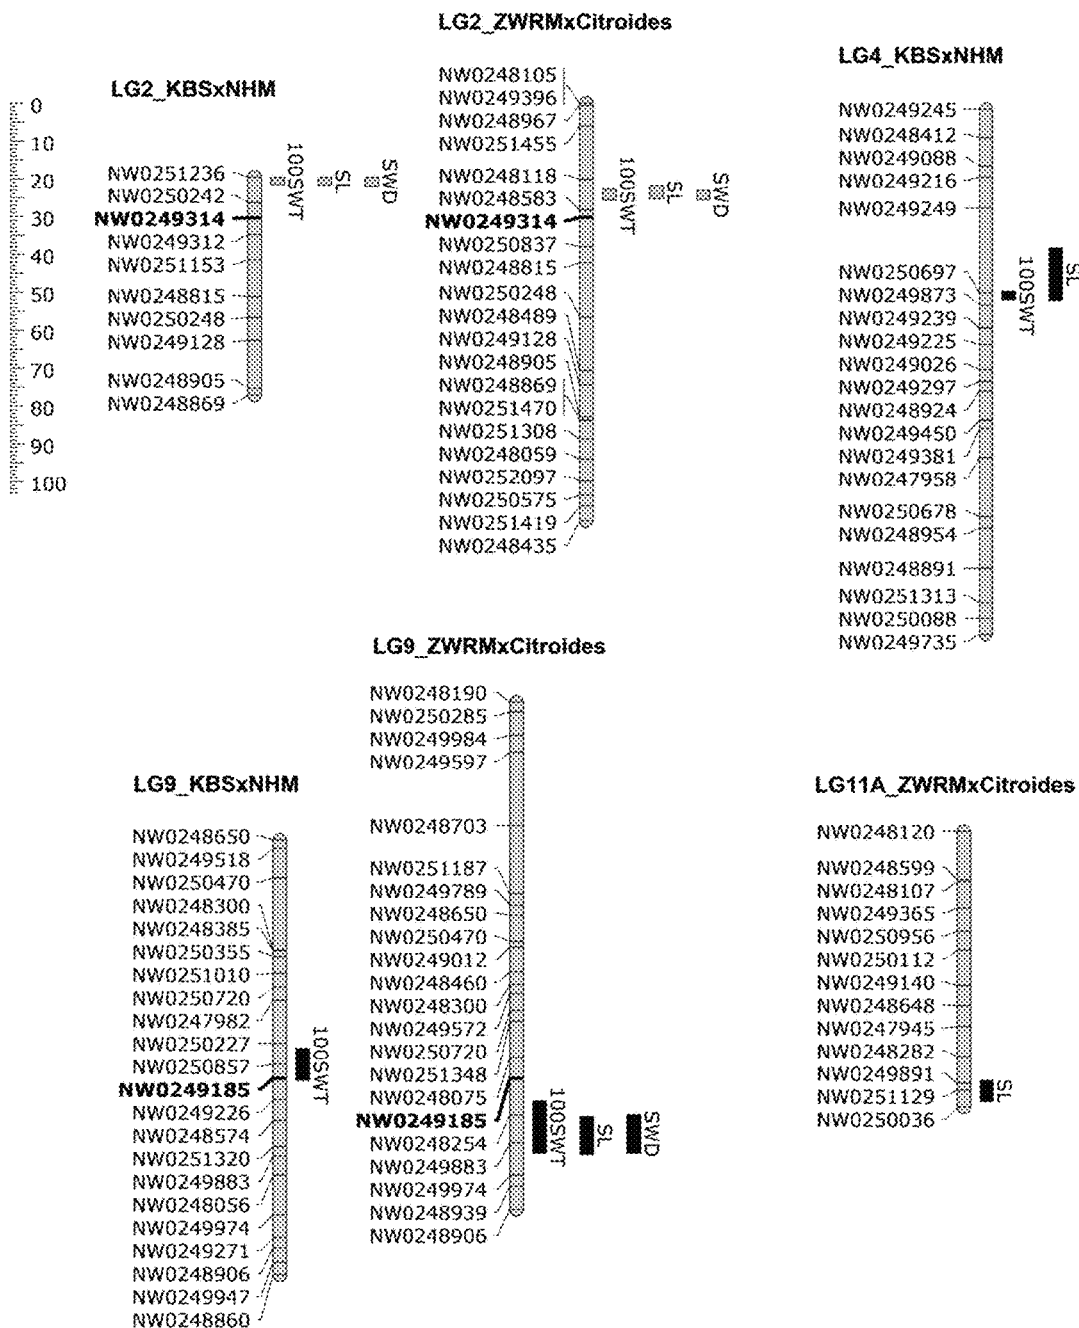 LG2_KBSxNHM
0
10
20
30
40
50
60
70
80
90
100
NW0251236
NW0250242
NW0249314
NW0249312
NW0251153
NW0248815
NW0250248
NW0249128
NW0248905
NW0248869
100SWT
SL
SWD
LG2_ZWRMxCitroides
NW0248105
NW0249396
NW0248967
NW0251455
NW0248118
NW0248583
NW0249314
NW0250837
NW0248815
NW0250248
NW0248489
NW0249128
NW0248905
NW0248869
NW0251470
NW0251308
NW0248059
NW0252097
NW0250575
NW0251419
NW0248435
100SWT
SL
SWD
LG4_KBSxNHM
NW0249245
NW0248412
NW0249088
NW0249216
NW0249249
NW0250697
NW0249873
NW0249239
NW0249225
NW0249026
NW0249297
NW0248924
NW0249450
NW0249381
NW0247958
NW0250678
NW0248954
NW0248891
NW0251313
NW0250088
NW0249735
100SWT
SL
LG9_KBSxNHM
NW0248650
NW0249518
NW0250470
NW0248300
NW0248385
NW0250355
NW0251010
NW0250720
NW0247982
NW0250227
NW0250857
NW0249185
NW0249226
NW0248574
NW0251320
NW0249883
NW0248056
NW0249974
NW0249271
NW0248906
NW0249947
NW0248860
100SWT
LG9_ZWRMxCitroides
NW0248190
NW0250285
NW0249984
NW0249597
NW0248703
NW0251187
NW0249789
NW0248650
NW0250470
NW0249012
NW0248460
NW0248300
NW0249572
NW0250720
NW0251348
NW0248075
NW0249185
NW0248254
NW0249883
NW0249974
NW0248939
NW0248906
100SWT
SL
SWD
LG11A_ZWRMxCitroides
NW0248120
NW0248599
NW0248107
NW0249365
NW0250956
NW0250112
NW0249140
NW0248648
NW0247945
NW0248282
NW0249891
NW0251129
NW0250036
SL